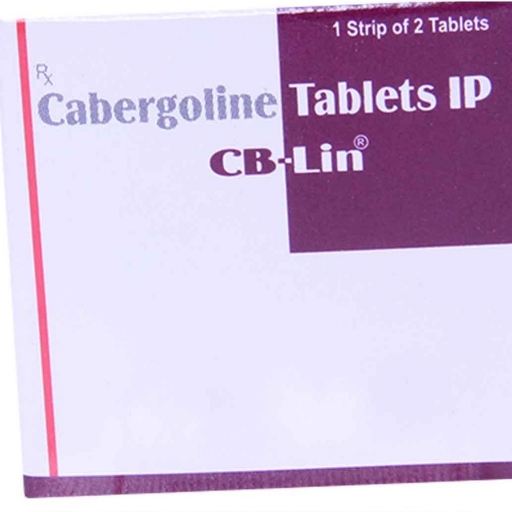 1 Strip of 2 Tablets
Rx
Cabergoline Tablets IP
CB-Lin®